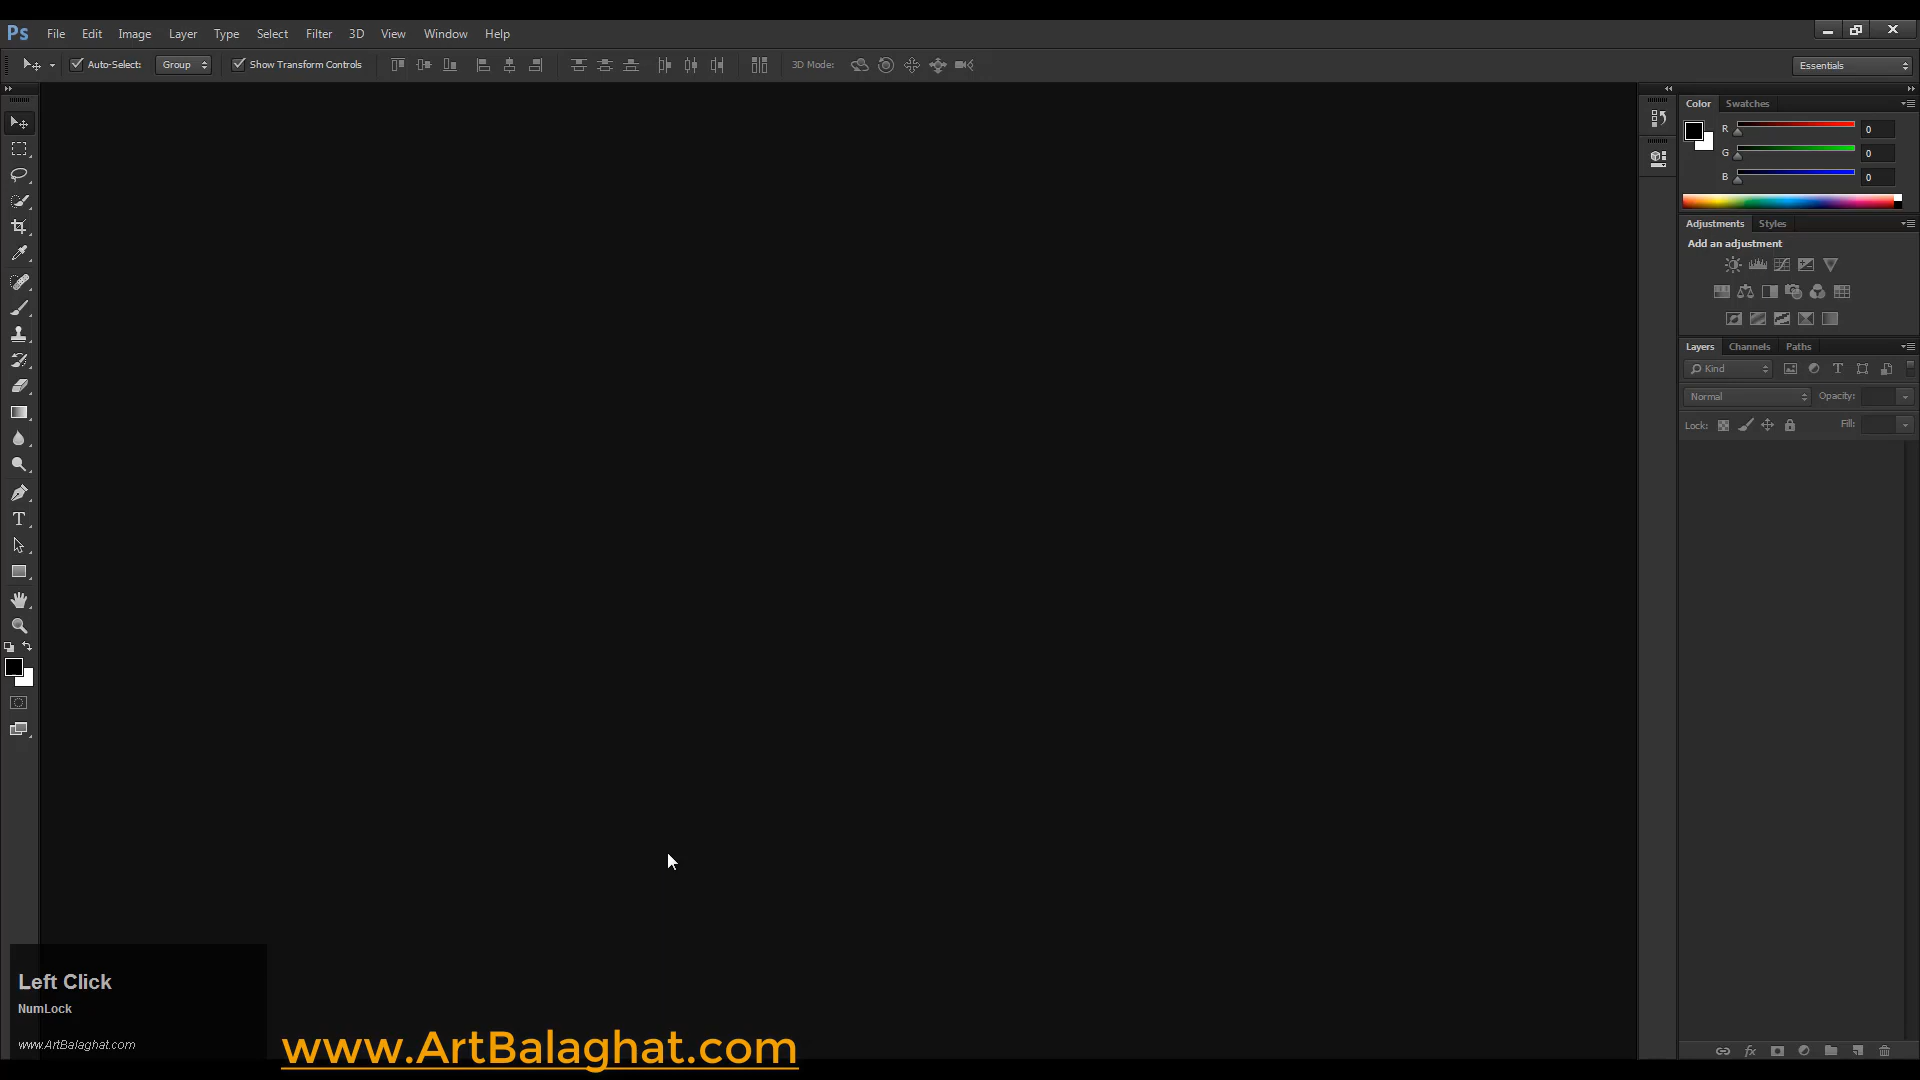 Ps File Edit Image Layer Type Select Filter 3D View Window Help
Auto-Select: Group Show Transform Controls 3D Mode: Essentials
Color Swatches
R 0
G 0
B 0
Adjustments Styles
Add an adjustment
Layers Channels Paths
Kind
Normal Opacity:
Lock: Fill:
Left Click
NumLock
www.ArtBalaghat.com
www.ArtBalaghat.com